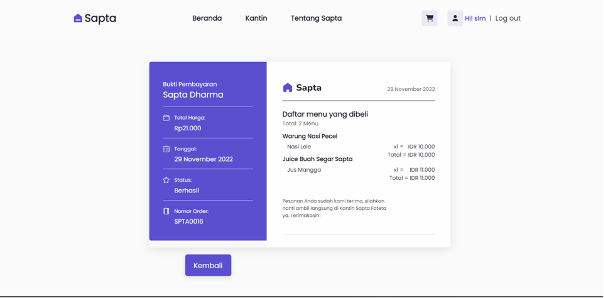 Sapta
Beranda Kantin Tentang Sapta
Hi! sim | Log out
Bukti Pembayaran
Sapta Dharma
Total Harga:
Rp21.000
Tanggal:
29 November 2022
Status:
Berhasil
Nomor Order:
SPTA0016
Sapta
29 November 2022
Daftar menu yang dibeli
Total: 2 Menu
Warung Nasi Pecel
Nasi Lele x1 = IDR 10.000
Total = IDR 10.000
Juice Buah Segar Sapta
Jus Mangga x1 = IDR 11.000
Total = IDR 11.000
Pesanan Anda sudah kami terima, silahkan
nanti ambil langsung di kantin Sapta Foteta
ya. Terimakasih!
Kembali